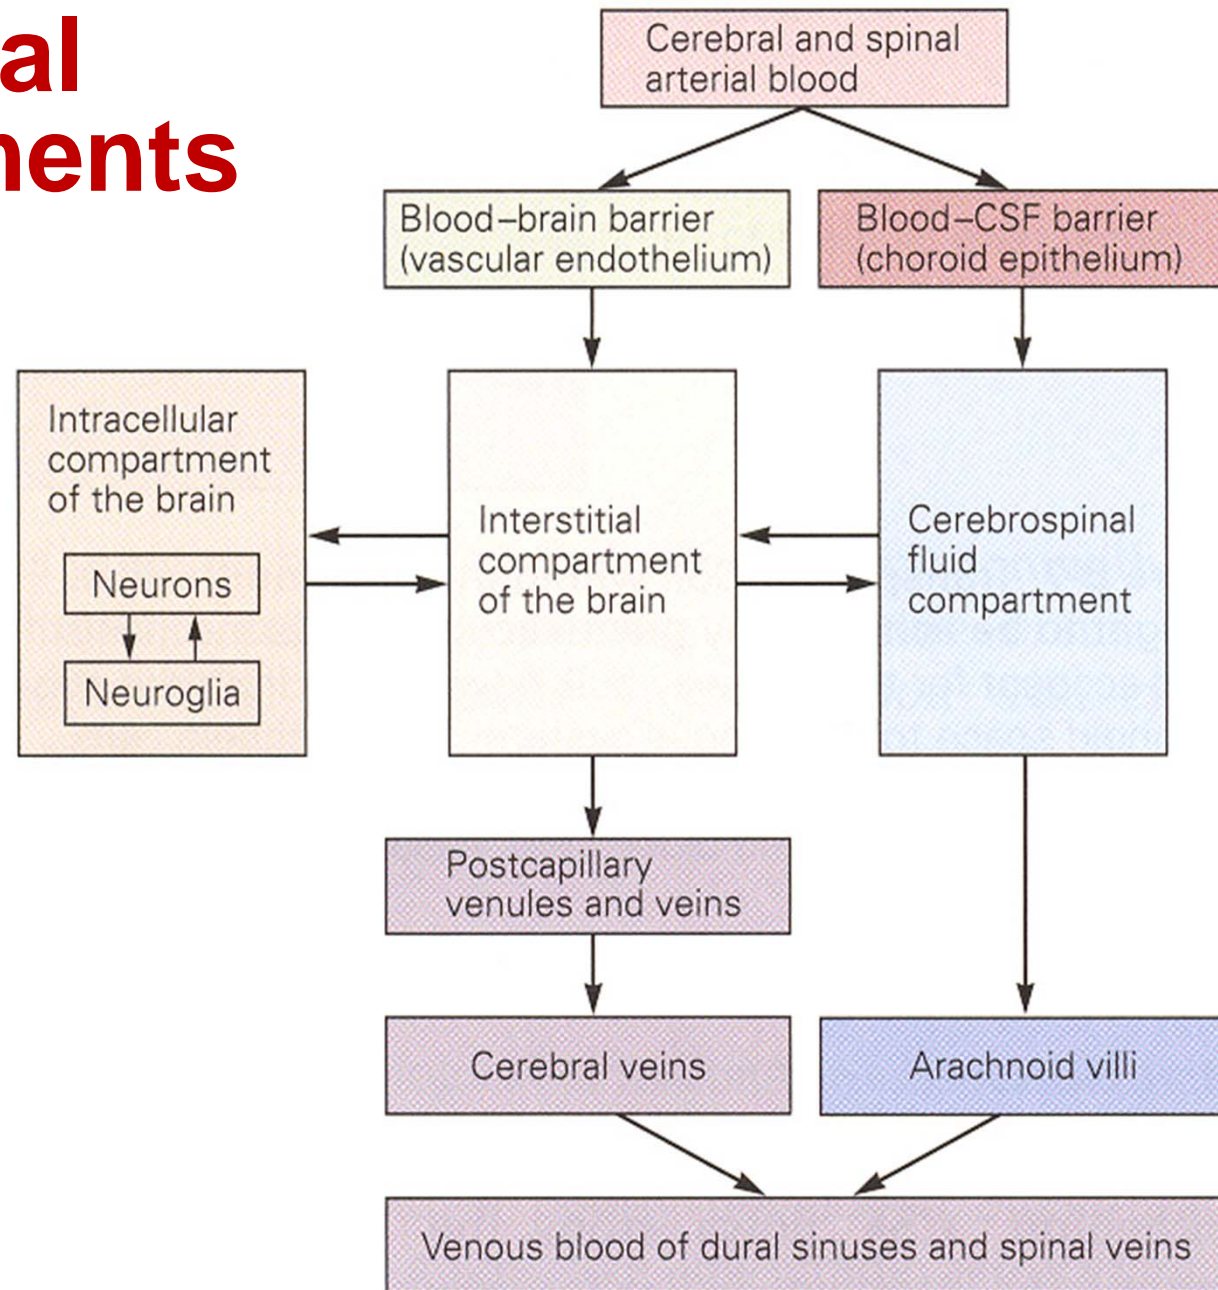 al
ments
Cerebral and spinal
arterial blood
Blood–brain barrier
(vascular endothelium)
Blood–CSF barrier
(choroid epithelium)
Intracellular
compartment
of the brain
Neurons
Neuroglia
Interstitial
compartment
of the brain
Cerebrospinal
fluid
compartment
Postcapillary
venules and veins
Cerebral veins
Arachnoid villi
Venous blood of dural sinuses and spinal veins